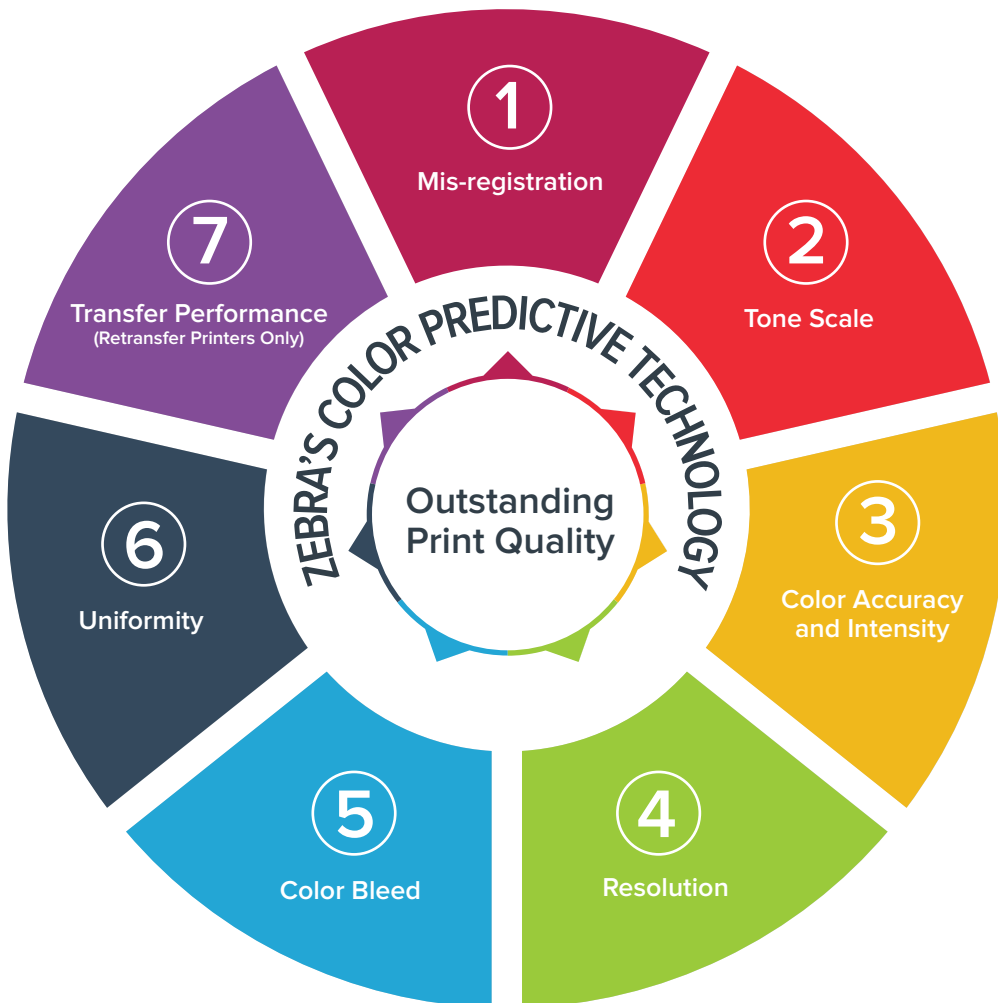 1
Mis-registration
2
Tone Scale
3
Color Accuracy
and Intensity
4
Resolution
5
Color Bleed
6
Uniformity
7
Transfer Performance
(Retransfer Printers Only)
ZEBRA'S COLOR PREDICTIVE TECHNOLOGY
Outstanding
Print Quality